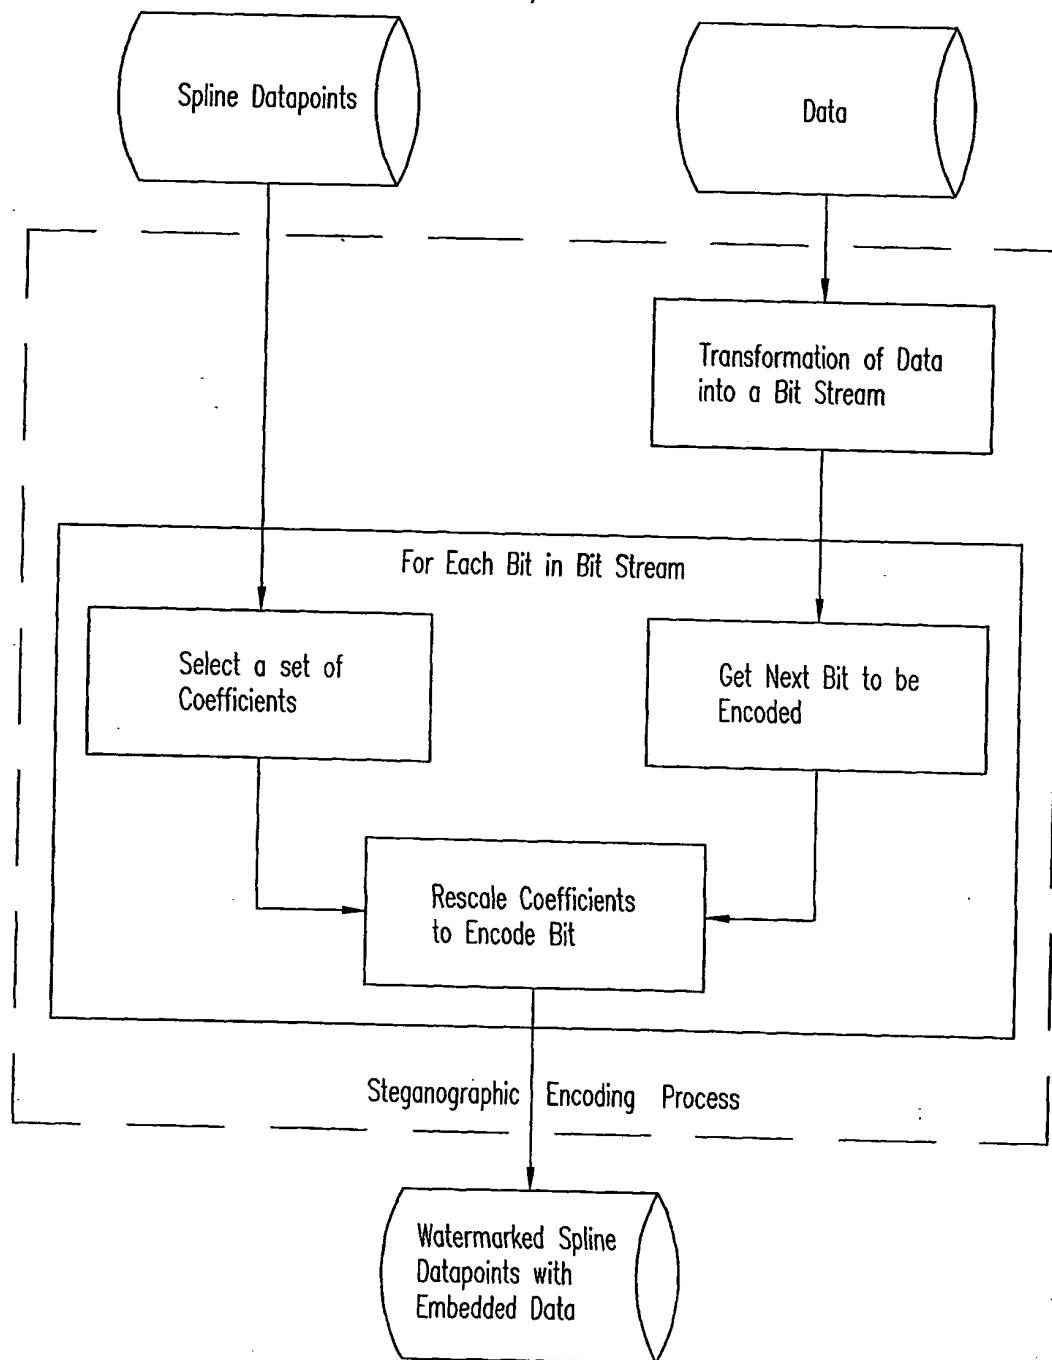 Spline Datapoints
Data
Transformation of Data
into a Bit Stream
For Each Bit in Bit Stream
Select a set of
Coefficients
Get Next Bit to be
Encoded
Rescale Coefficients
to Encode Bit
Steganographic Encoding Process
Watermarked Spline
Datapoints with
Embedded Data